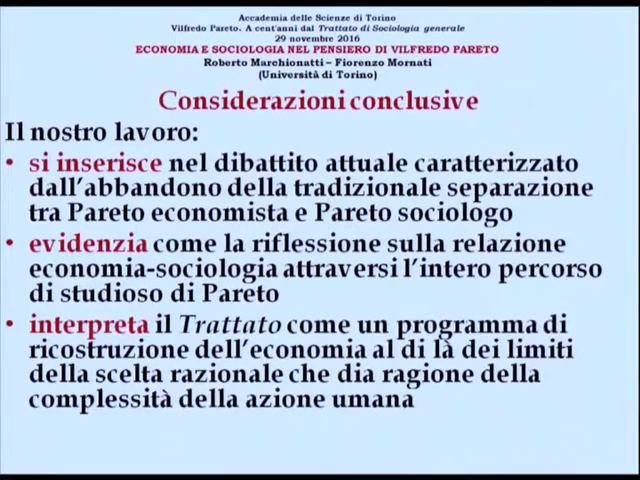 Accademia delle Scienze di Torino
Vilfredo Pareto. A cent'anni dal Trattato di Sociologia generale
29 novembre 2016
ECONOMIA E SOCIOLOGIA NEL PENSIERO DI VILFREDO PARETO
Roberto Marchionatti – Fiorenzo Mornati
(Università di Torino)
Considerazioni conclusive
Il nostro lavoro:
• si inserisce nel dibattito attuale caratterizzato
dall'abbandono della tradizionale separazione
tra Pareto economista e Pareto sociologo
• evidenzia come la riflessione sulla relazione
economia-sociologia attraversi l'intero percorso
di studioso di Pareto
• interpreta il Trattato come un programma di
ricostruzione dell'economia al di là dei limiti
della scelta razionale che dia ragione della
complessità della azione umana